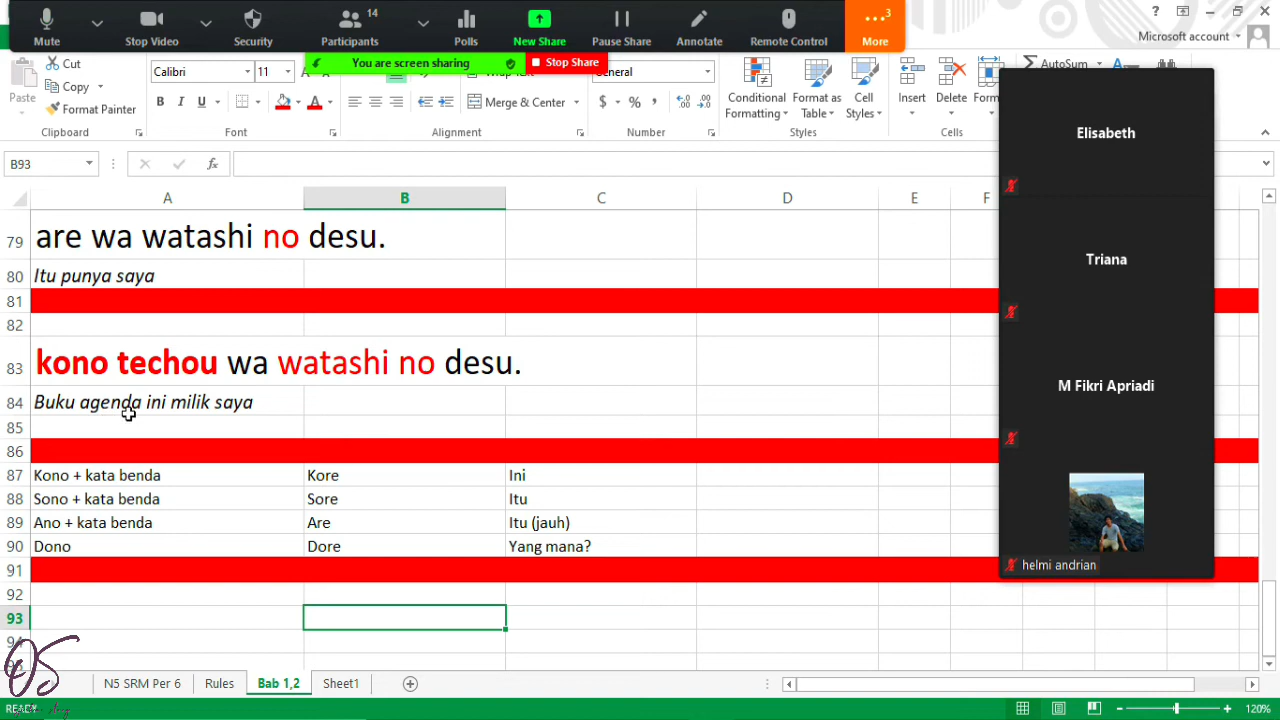 14
3
Mute
Stop Video
Security
Participants
Polls
New Share
Pause Share
Annotate
Remote Control
More
You are screen sharing
Stop Share
Microsoft account
Cut
Copy
Format Painter
Paste
Clipboard
Calibri
11
B I U
Font
Merge & Center
Alignment
General
$ % ,
Number
Conditional Formatting
Format as Table
Cell Styles
Styles
Insert
Delete
Cells
AutoSum
B93
fx
A B C D E F
79 are wa watashi no desu.
80 Itu punya saya
81
82
83 kono techou wa watashi no desu.
84 Buku agenda ini milik saya
85
86
87 Kono + kata benda Kore Ini
88 Sono + kata benda Sore Itu
89 Ano + kata benda Are Itu (jauh)
90 Dono Dore Yang mana?
91
92
93
94
Elisabeth
Triana
M Fikri Apriadi
helmi andrian
N5 SRM Per 6
Rules
Bab 1,2
Sheet1
OS
120%